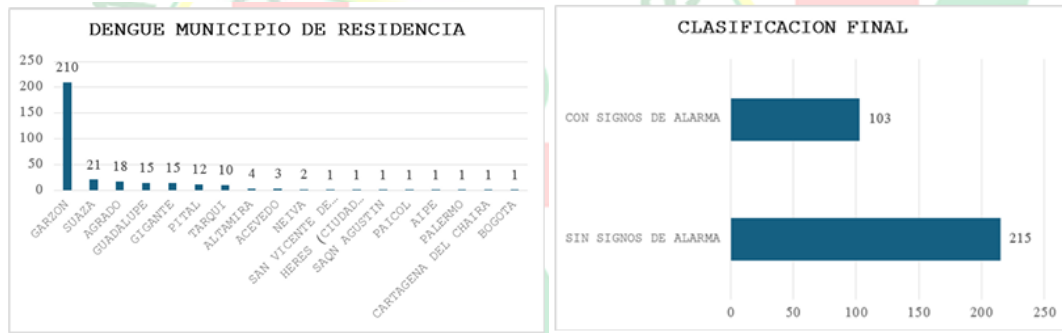 DENGUE MUNICIPIO DE RESIDENCIA
250
200
150
100
50
0
210
21
18
15
15
12
10
4
3
2
1
1
1
1
1
1
1
1
GARZON
SUAZA
AGRADO
GUADALUPE
GIGANTE
PITAL
TARQUI
ALTAMIRA
ACEVEDO
NEIVA
SAN VICENTE DE...
HERES (CIUDAD...
SAQN AGUSTIN
PAICOL
AIPE
PALERMO
CARTAGENA DEL CHAIRA
BOGOTA
CLASIFICACION FINAL
CON SIGNOS DE ALARMA
103
SIN SIGNOS DE ALARMA
215
0
50
100
150
200
250